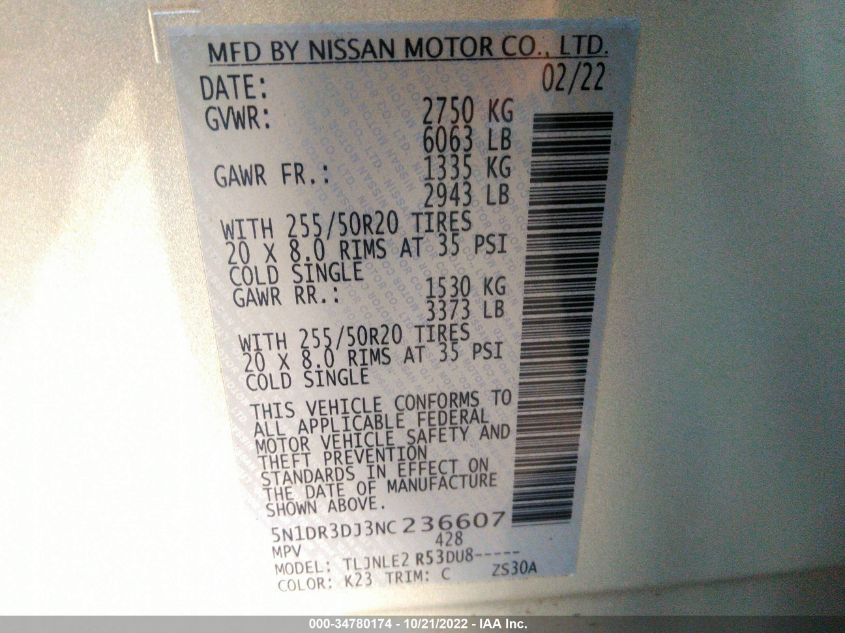 MFD BY NISSAN MOTOR CO., LTD.
DATE: 02/22
GVWR: 2750 KG
6063 LB
GAWR FR.: 1335 KG
2943 LB
WITH 255/50R20 TIRES
20 X 8.0 RIMS AT 35 PSI
COLD SINGLE
GAWR RR.: 1530 KG
3373 LB
WITH 255/50R20 TIRES
20 X 8.0 RIMS AT 35 PSI
COLD SINGLE
THIS VEHICLE CONFORMS TO
ALL APPLICABLE FEDERAL
MOTOR VEHICLE SAFETY AND
THEFT PREVENTION
STANDARDS IN EFFECT ON
THE DATE OF MANUFACTURE
SHOWN ABOVE.
5N1DR3DJ3NC236607
MPV 428
MODEL: TLJNLE2 R53DU8-----
COLOR: K23 TRIM: C ZS30A
000-34780174 - 10/21/2022 - IAA Inc.